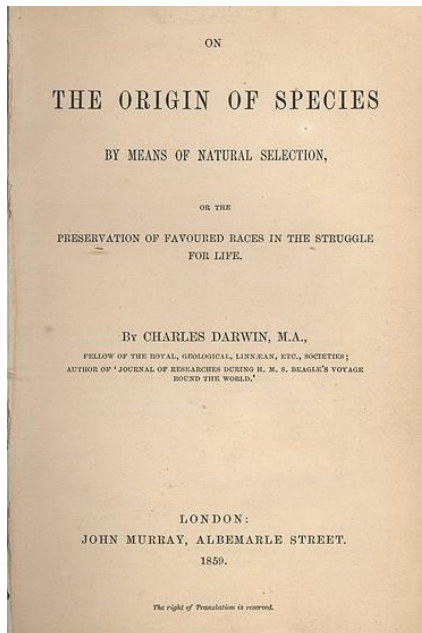 ON
THE ORIGIN OF SPECIES
BY MEANS OF NATURAL SELECTION,
OR THE
PRESERVATION OF FAVOURED RACES IN THE STRUGGLE
FOR LIFE.
BY CHARLES DARWIN, M.A.,
FELLOW OF THE ROYAL, GEOLOGICAL, LINNÆAN, ETC., SOCIETIES;
AUTHOR OF ‘JOURNAL OF RESEARCHES DURING H. M. S. BEAGLE’S VOYAGE
ROUND THE WORLD.’
LONDON:
JOHN MURRAY, ALBEMARLE STREET.
1859.
The right of Translation is reserved.